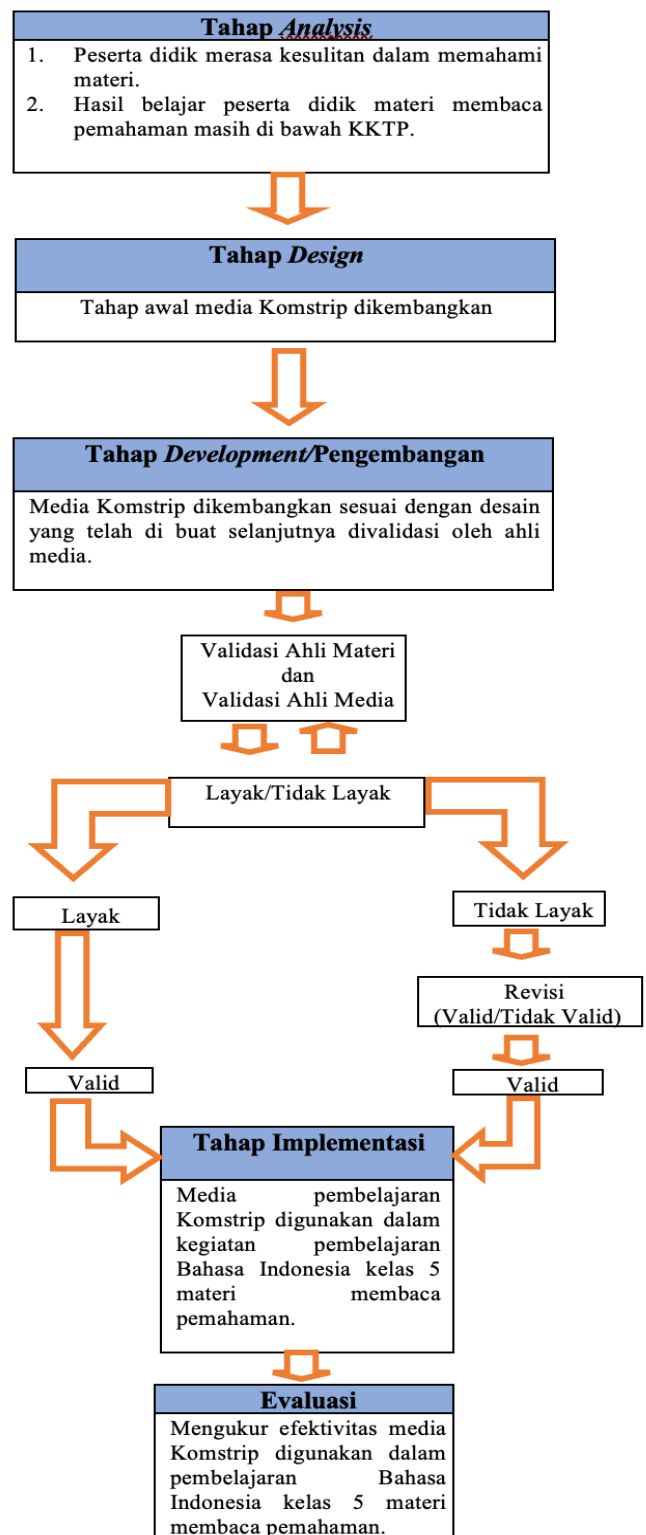 Tahap Analysis
1. Peserta didik merasa kesulitan dalam memahami
materi.
2. Hasil belajar peserta didik materi membaca
pemahaman masih di bawah KKTP.
Tahap Design
Tahap awal media Komstrip dikembangkan
Tahap Development/Pengembangan
Media Komstrip dikembangkan sesuai dengan desain
yang telah di buat selanjutnya divalidasi oleh ahli
media.
Validasi Ahli Materi
dan
Validasi Ahli Media
Layak/Tidak Layak
Layak
Tidak Layak
Revisi
(Valid/Tidak Valid)
Valid
Valid
Tahap Implementasi
Media pembelajaran
Komstrip digunakan dalam
kegiatan pembelajaran
Bahasa Indonesia kelas 5
materi membaca
pemahaman.
Evaluasi
Mengukur efektivitas media
Komstrip digunakan dalam
pembelajaran Bahasa
Indonesia kelas 5 materi
membaca pemahaman.